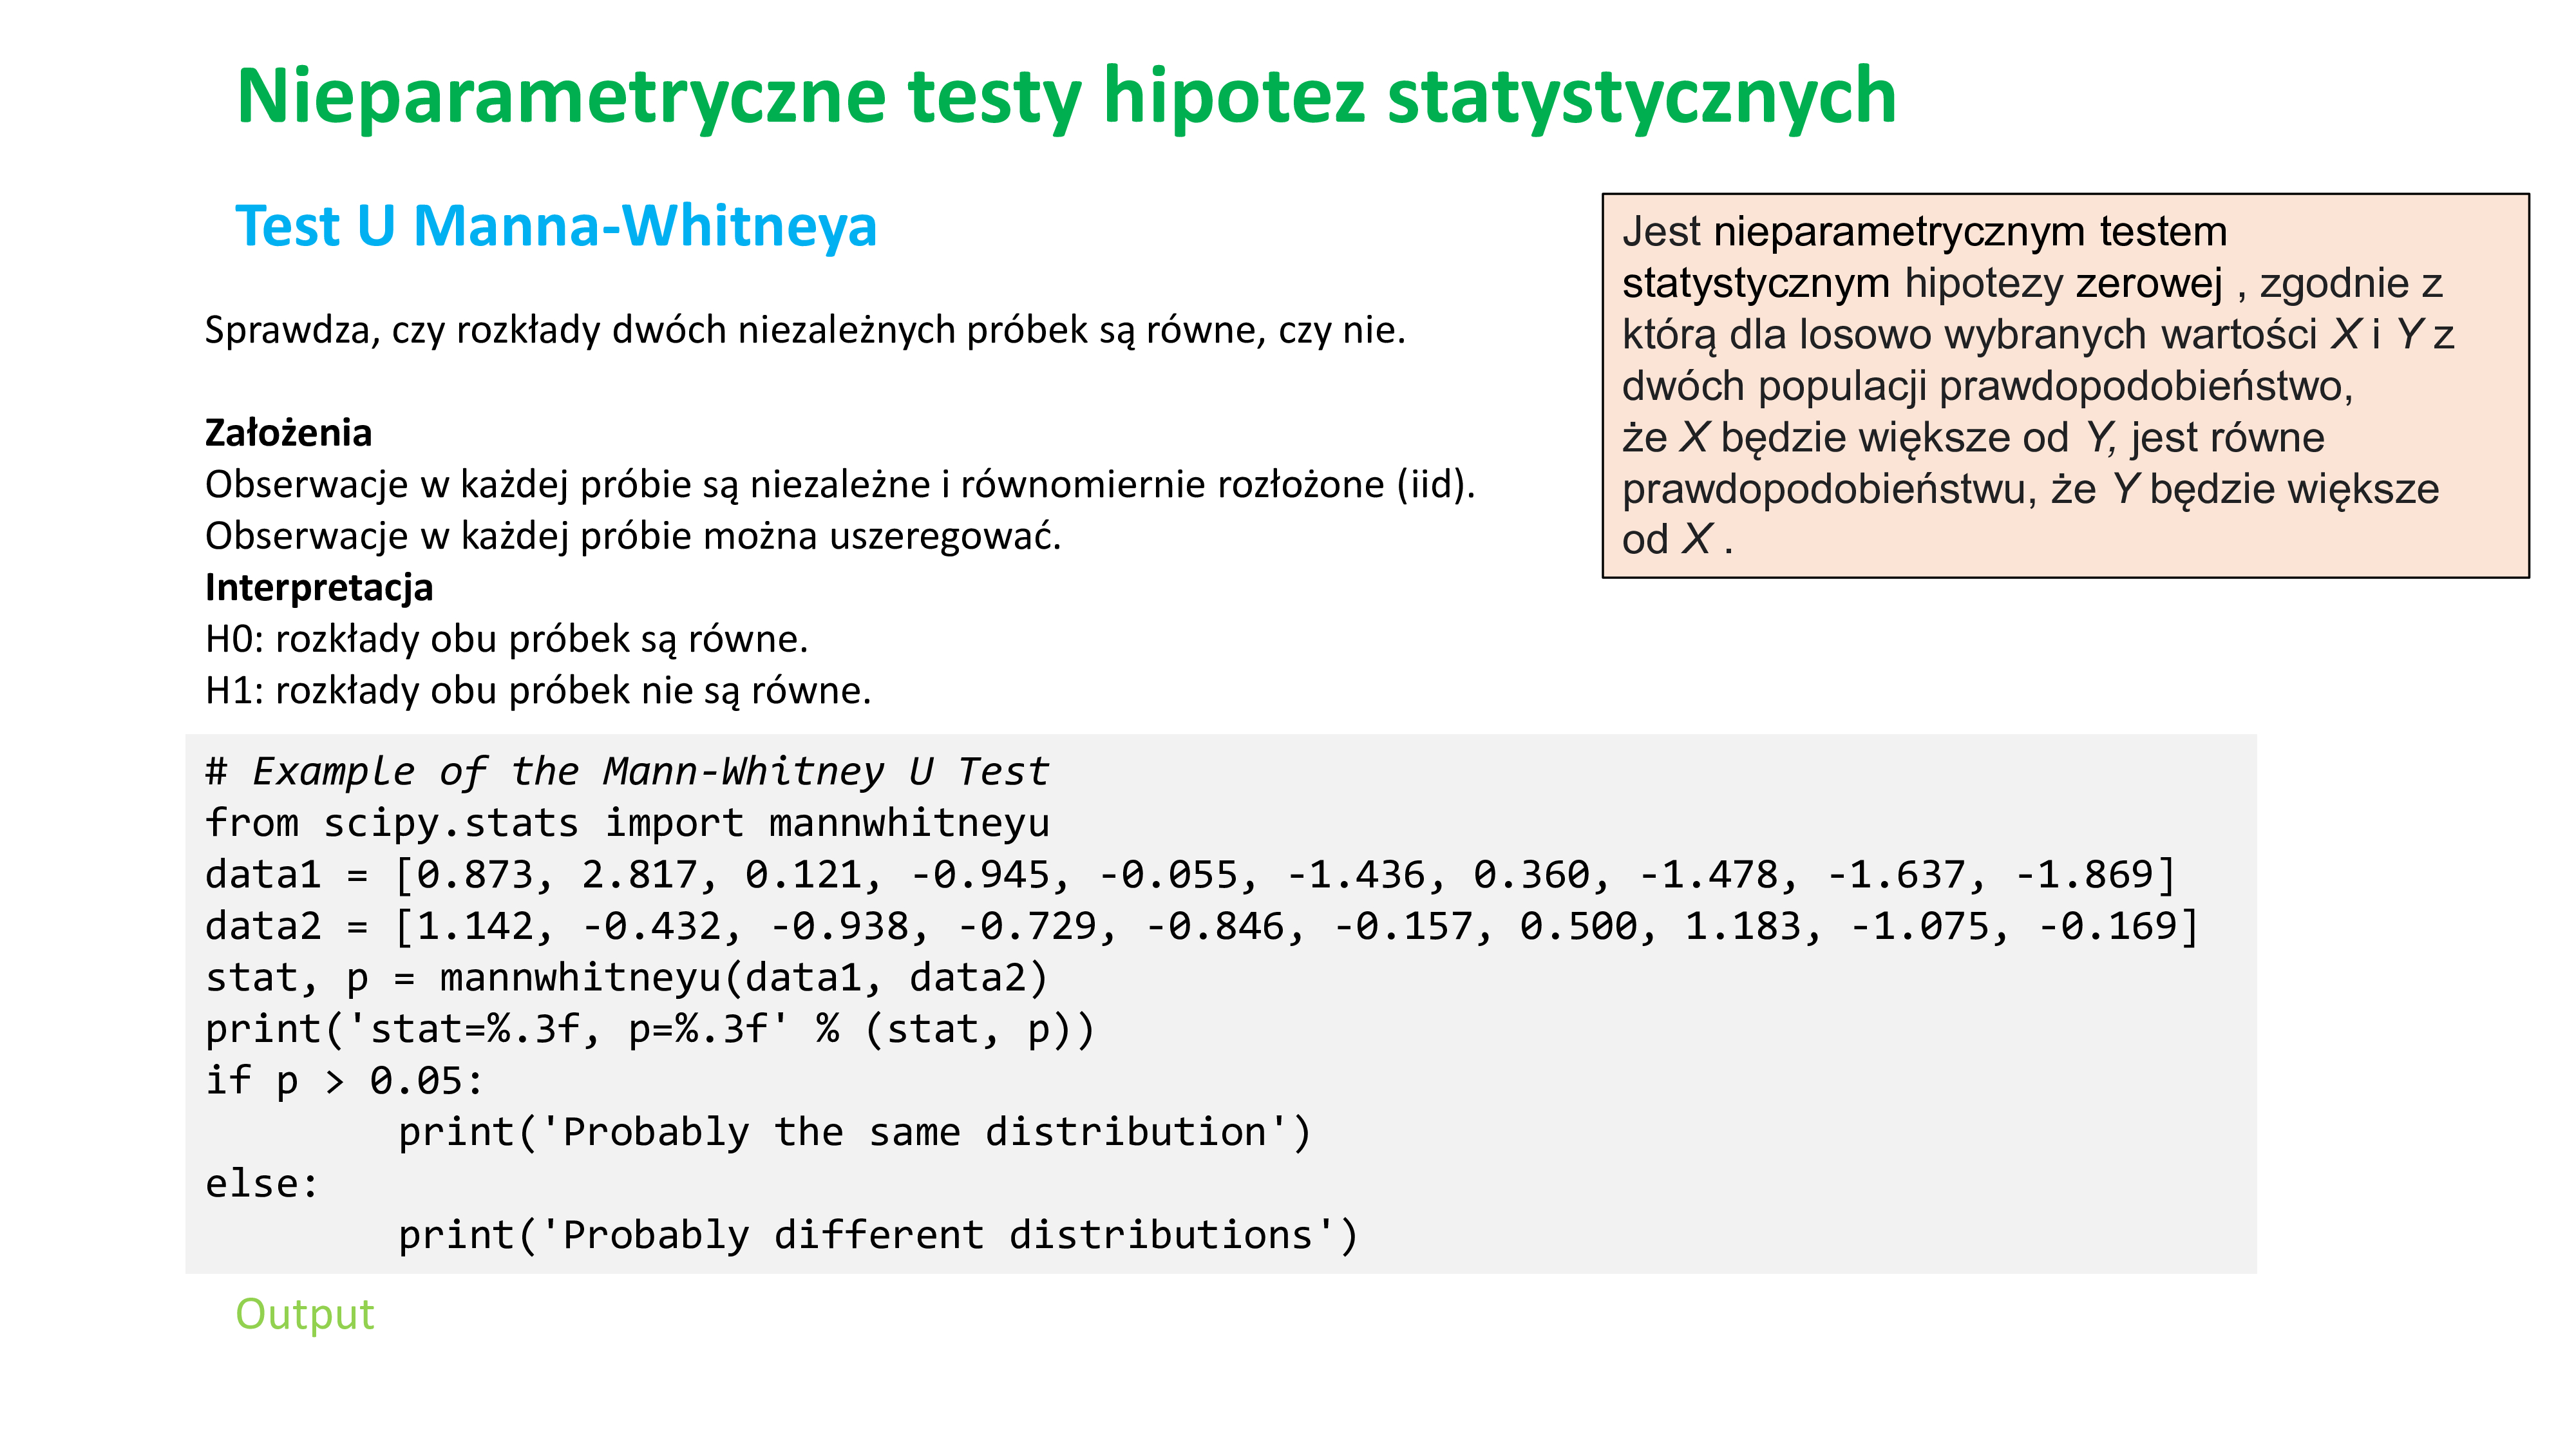 Nieparametryczne testy hipotez statystycznych
Test U Manna-Whitneya
Sprawdza, czy rozkłady dwóch niezależnych próbek są równe, czy nie.
Założenia
Obserwacje w każdej próbie są niezależne i równomiernie rozłożone (iid).
Obserwacje w każdej próbie można uszeregować.
Interpretacja
H0: rozkłady obu próbek są równe.
H1: rozkłady obu próbek nie są równe.
Jest nieparametrycznym testem
statystycznym hipotezy zerowej , zgodnie z
którą dla losowo wybranych wartości X i Y z
dwóch populacji prawdopodobieństwo,
że X będzie większe od Y, jest równe
prawdopodobieństwu, że Y będzie większe
od X .
# Example of the Mann-Whitney U Test
from scipy.stats import mannwhitneyu
data1 = [0.873, 2.817, 0.121, -0.945, -0.055, -1.436, 0.360, -1.478, -1.637, -1.869]
data2 = [1.142, -0.432, -0.938, -0.729, -0.846, -0.157, 0.500, 1.183, -1.075, -0.169]
stat, p = mannwhitneyu(data1, data2)
print('stat=%.3f, p=%.3f' % (stat, p))
if p > 0.05:
print('Probably the same distribution')
else:
print('Probably different distributions')
Output